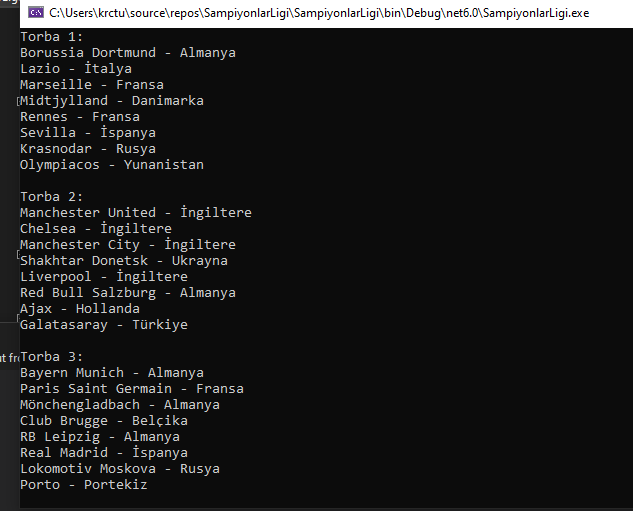 C:\Users\krctu\source\repos\SampiyonlarLigi\SampiyonlarLigi\bin\Debug\net6.0\SampiyonlarLigi.exe
Torba 1:
Borussia Dortmund - Almanya
Lazio - İtalya
Marseille - Fransa
Midtjylland - Danimarka
Rennes - Fransa
Sevilla - İspanya
Krasnodar - Rusya
Olympiacos - Yunanistan
Torba 2:
Manchester United - İngiltere
Chelsea - İngiltere
Manchester City - İngiltere
Shakhtar Donetsk - Ukrayna
Liverpool - İngiltere
Red Bull Salzburg - Almanya
Ajax - Hollanda
Galatasaray - Türkiye
Torba 3:
Bayern Munich - Almanya
Paris Saint Germain - Fransa
Mönchengladbach - Almanya
Club Brugge - Belçika
RB Leipzig - Almanya
Real Madrid - İspanya
Lokomotiv Moskova - Rusya
Porto - Portekiz